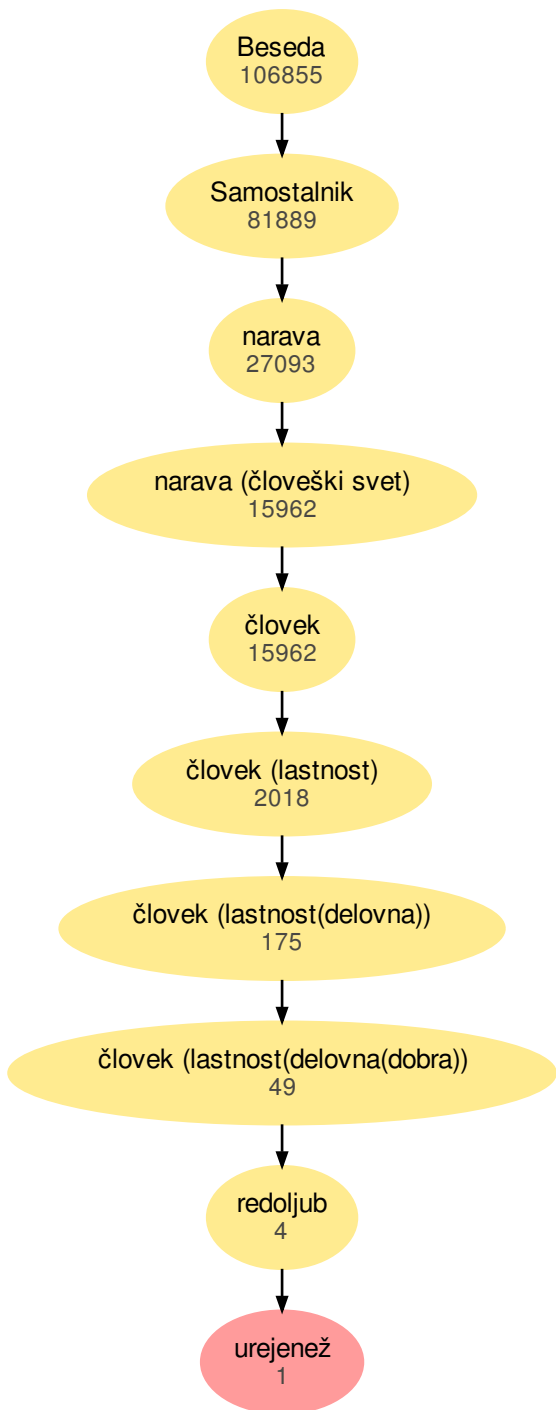 Beseda
106855
Samostalnik
81889
narava
27093
narava (človeški svet)
15962
človek
15962
človek (lastnost)
2018
človek (lastnost(delovna))
175
človek (lastnost(delovna(dobra))
49
redoljub
4
urejenež
1